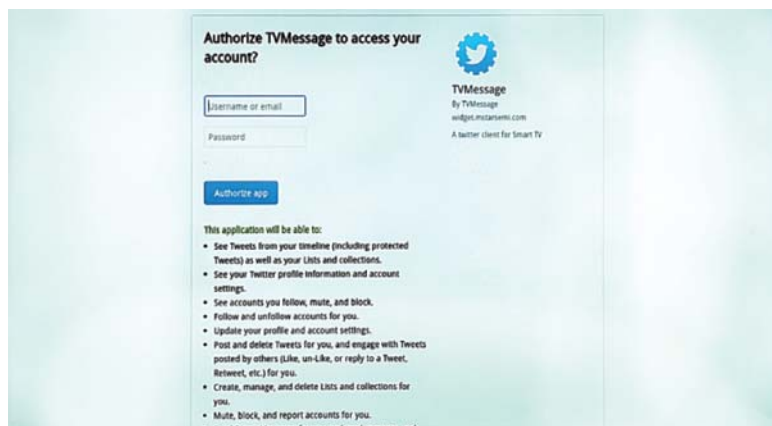 Authorize TVMessage to access your
account?
Username or email
Password
Authorize app
This application will be able to:
• See Tweets from your timeline (including protected
Tweets) as well as your Lists and collections.
• See your Twitter profile information and account
settings.
• See accounts you follow, mute, and block.
• Follow and unfollow accounts for you.
• Update your profile and account settings.
• Post and delete Tweets for you, and engage with Tweets
posted by others (Like, un-Like, or reply to a Tweet,
Retweet, etc.) for you.
• Create, manage, and delete Lists and collections for
you.
• Mute, block, and report accounts for you.
TVMessage
By TVMessage
widget.mstarsemi.com
A twitter client for Smart TV